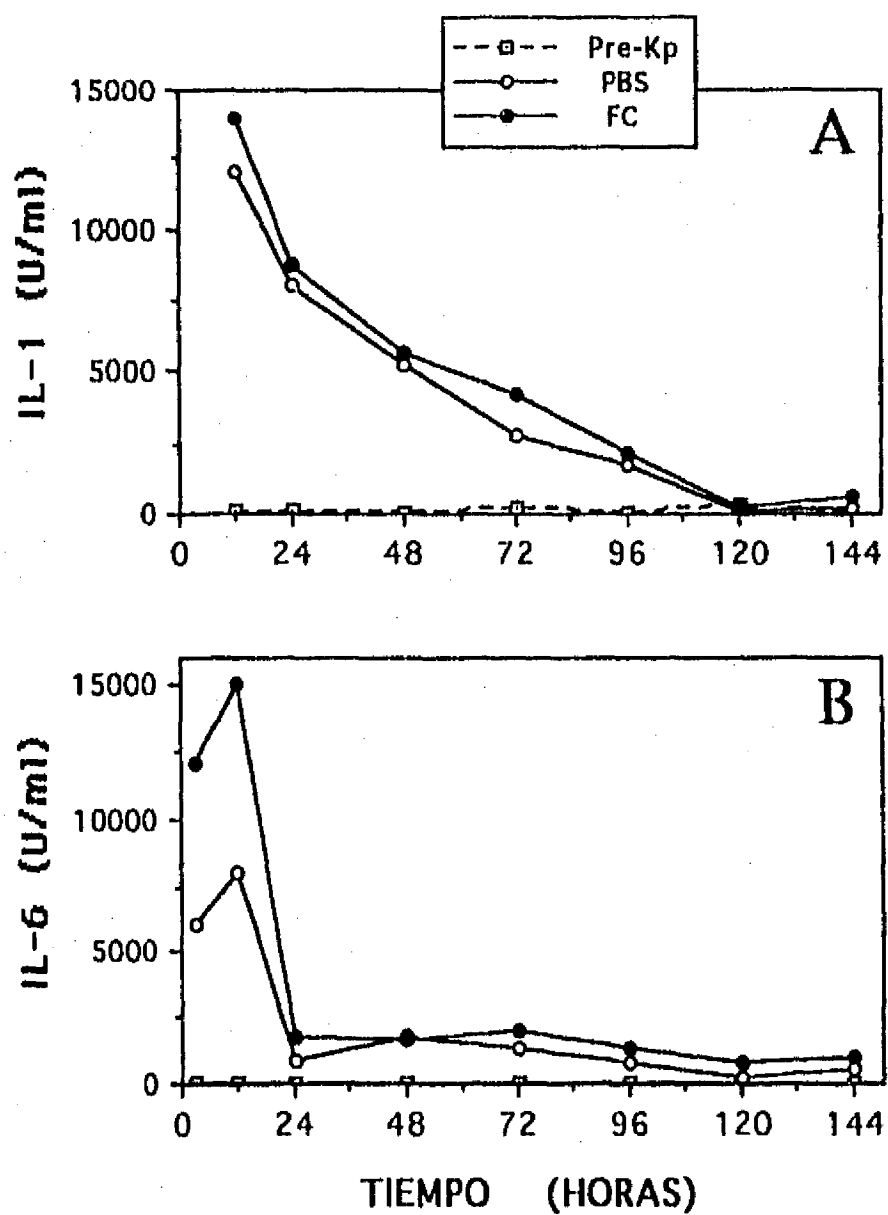 Pre-Kp
PBS
FC
A
IL-1 (U/ml)
15000
10000
5000
0
0 24 48 72 96 120 144
B
IL-6 (U/ml)
15000
10000
5000
0
0 24 48 72 96 120 144
TIEMPO (HORAS)